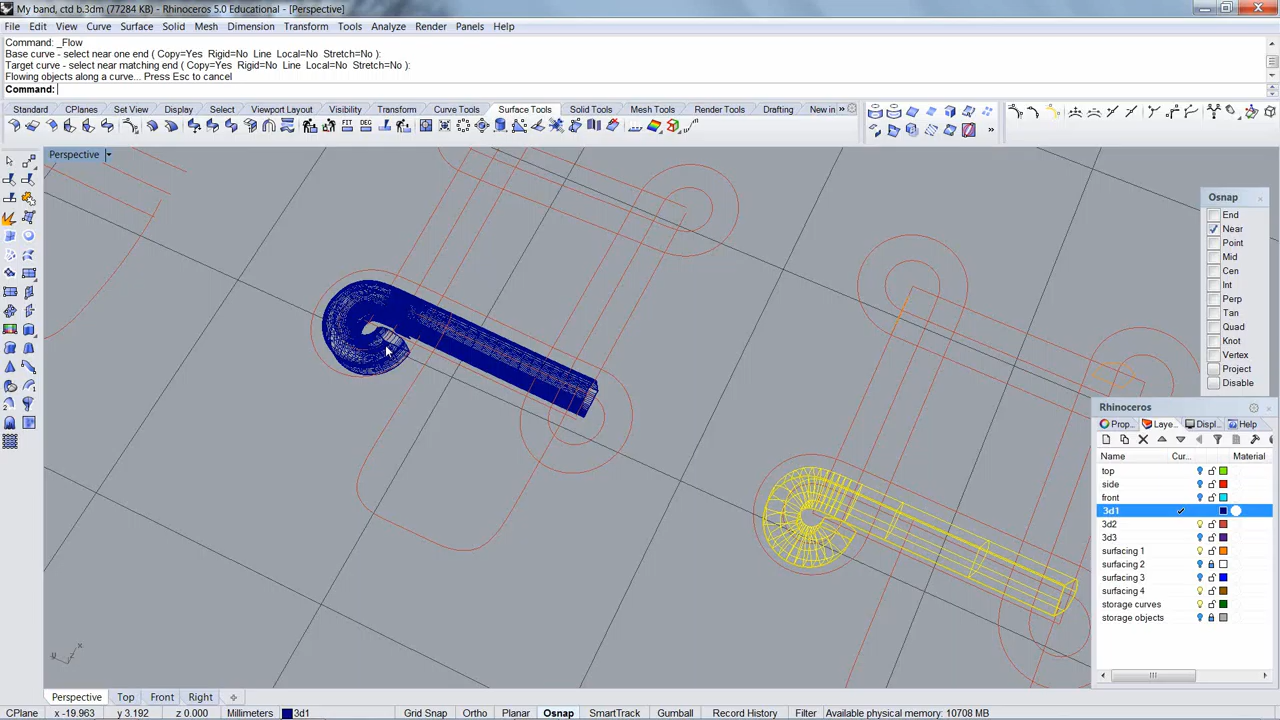 My band, ctd b.3dm (77284 KB) - Rhinoceros 5.0 Educational - [Perspective]
File Edit View Curve Surface Solid Mesh Dimension Transform Tools Analyze Render Panels Help
Command: _Flow
Base curve - select near one end ( Copy=Yes Rigid=No Line Local=No Stretch=No ):
Target curve - select near matching end ( Copy=Yes Rigid=No Line Local=No Stretch=No ):
Flowing objects along a curve... Press Esc to cancel
Command:
Standard CPlanes Set View Display Select Viewport Layout Visibility Transform Curve Tools Surface Tools Solid Tools Mesh Tools Render Tools Drafting New in
FIT DEG
Perspective
Osnap
End
Near
Point
Mid
Cen
Int
Perp
Tan
Quad
Knot
Vertex
Project
Disable
Rhinoceros
Prop... Laye... Displ... Help
Name Cur... Material
top
side
front
3d1
3d2
3d3
surfacing 1
surfacing 2
surfacing 3
surfacing 4
storage curves
storage objects
x
y
Perspective Top Front Right
CPlane x -19.963 y 3.192 z 0.000 Millimeters 3d1 Grid Snap Ortho Planar Osnap SmartTrack Gumball Record History Filter Available physical memory: 10708 MB